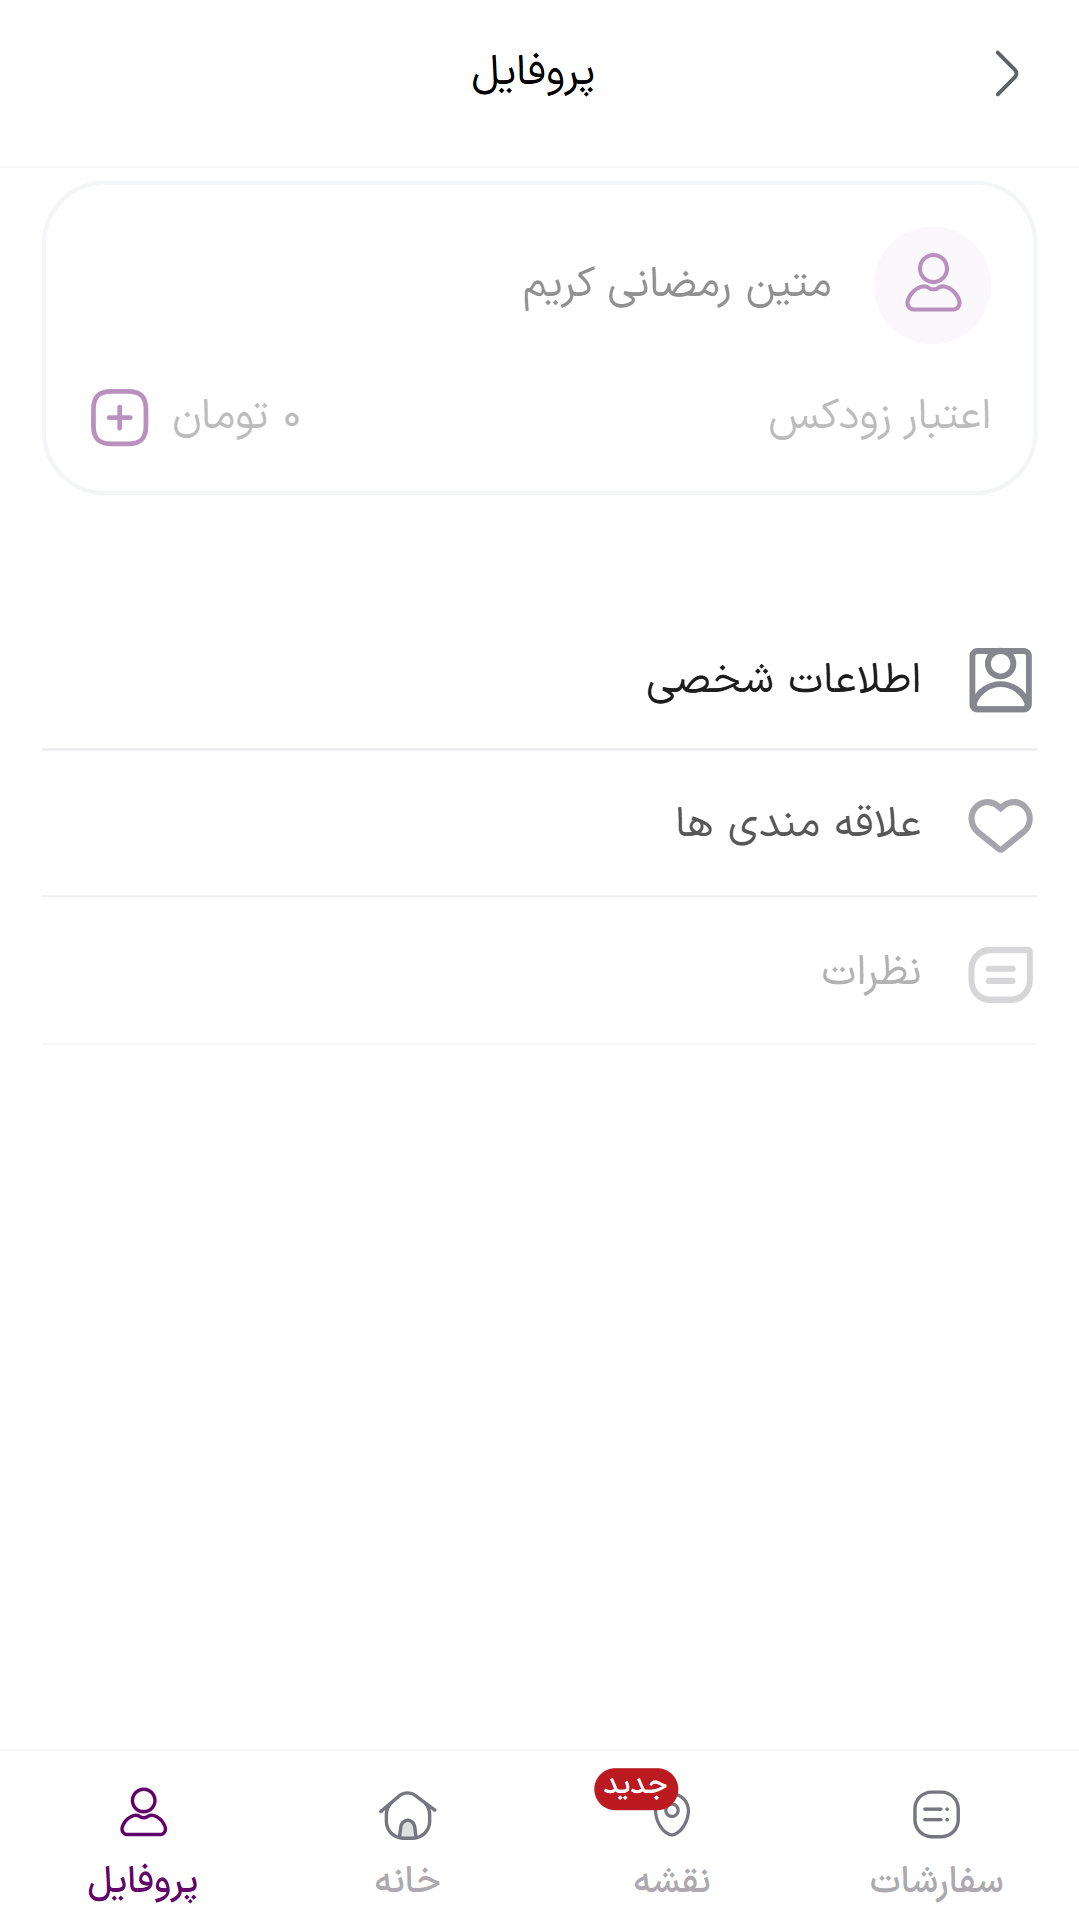 پروفایل
متین رمضانی کریم
اعتبار زودکس
۰ تومان
اطلاعات شخصی
علاقه مندی ها
نظرات
جدید
سفارشات
نقشه
خانه
پروفایل